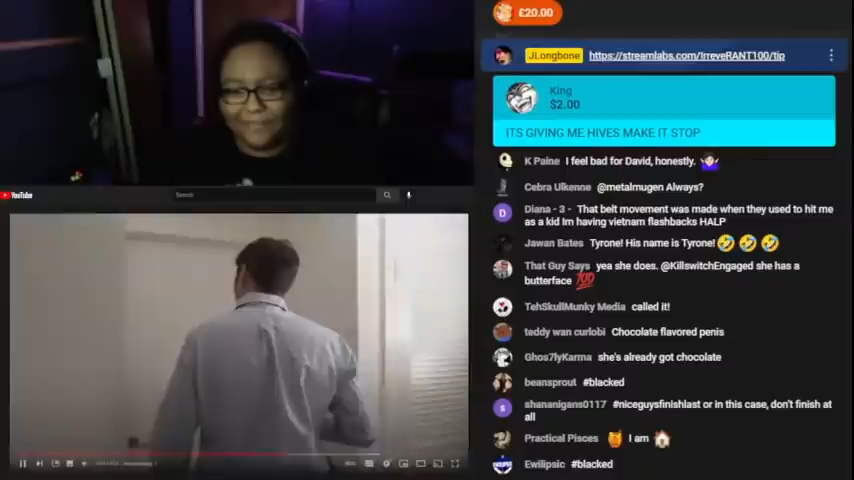 £20.00
JLongbone https://streamlabs.com/IrreveRANT100/tip
King
$2.00
ITS GIVING ME HIVES MAKE IT STOP
K Paine I feel bad for David, honestly.
Cebra Ulkenne @metalmugen Always?
Diana - 3 - That belt movement was made when they used to hit me
as a kid Im having vietnam flashbacks HALP
Jawan Bates Tyrone! His name is Tyrone!
That Guy Says yea she does. @KillswitchEngaged she has a
butterface 💯
TehSkullMunky Media called it!
teddy wan curlobi Chocolate flavored penis
Ghos7lyKarma she's already got chocolate
beansprout #blacked
shananigans0117 #niceguysfinishlast or in this case, don't finish at
all
Practical Pisces I am
Ewilipsic #blacked
YouTube
Search